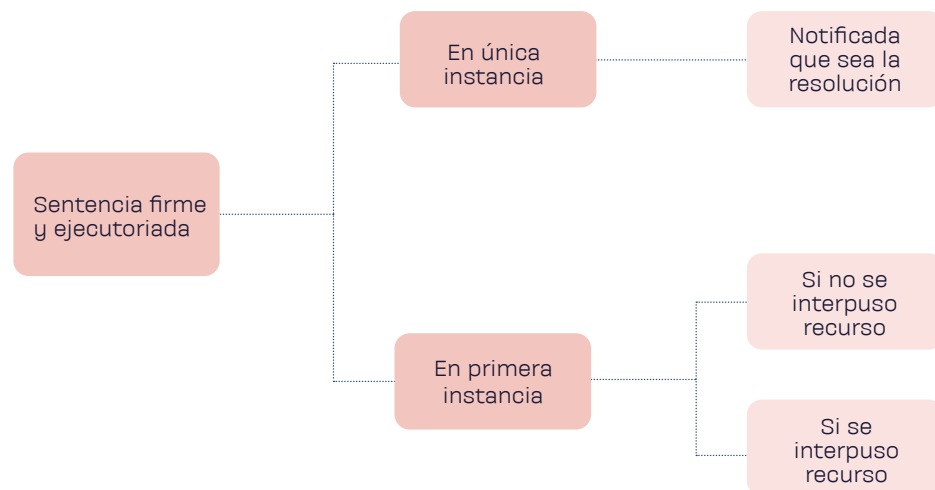 Sentencia firme
y ejecutoriada
En única
instancia
Notificada
que sea la
resolución
En primera
instancia
Si no se
interpuso
recurso
Si se
interpuso
recurso